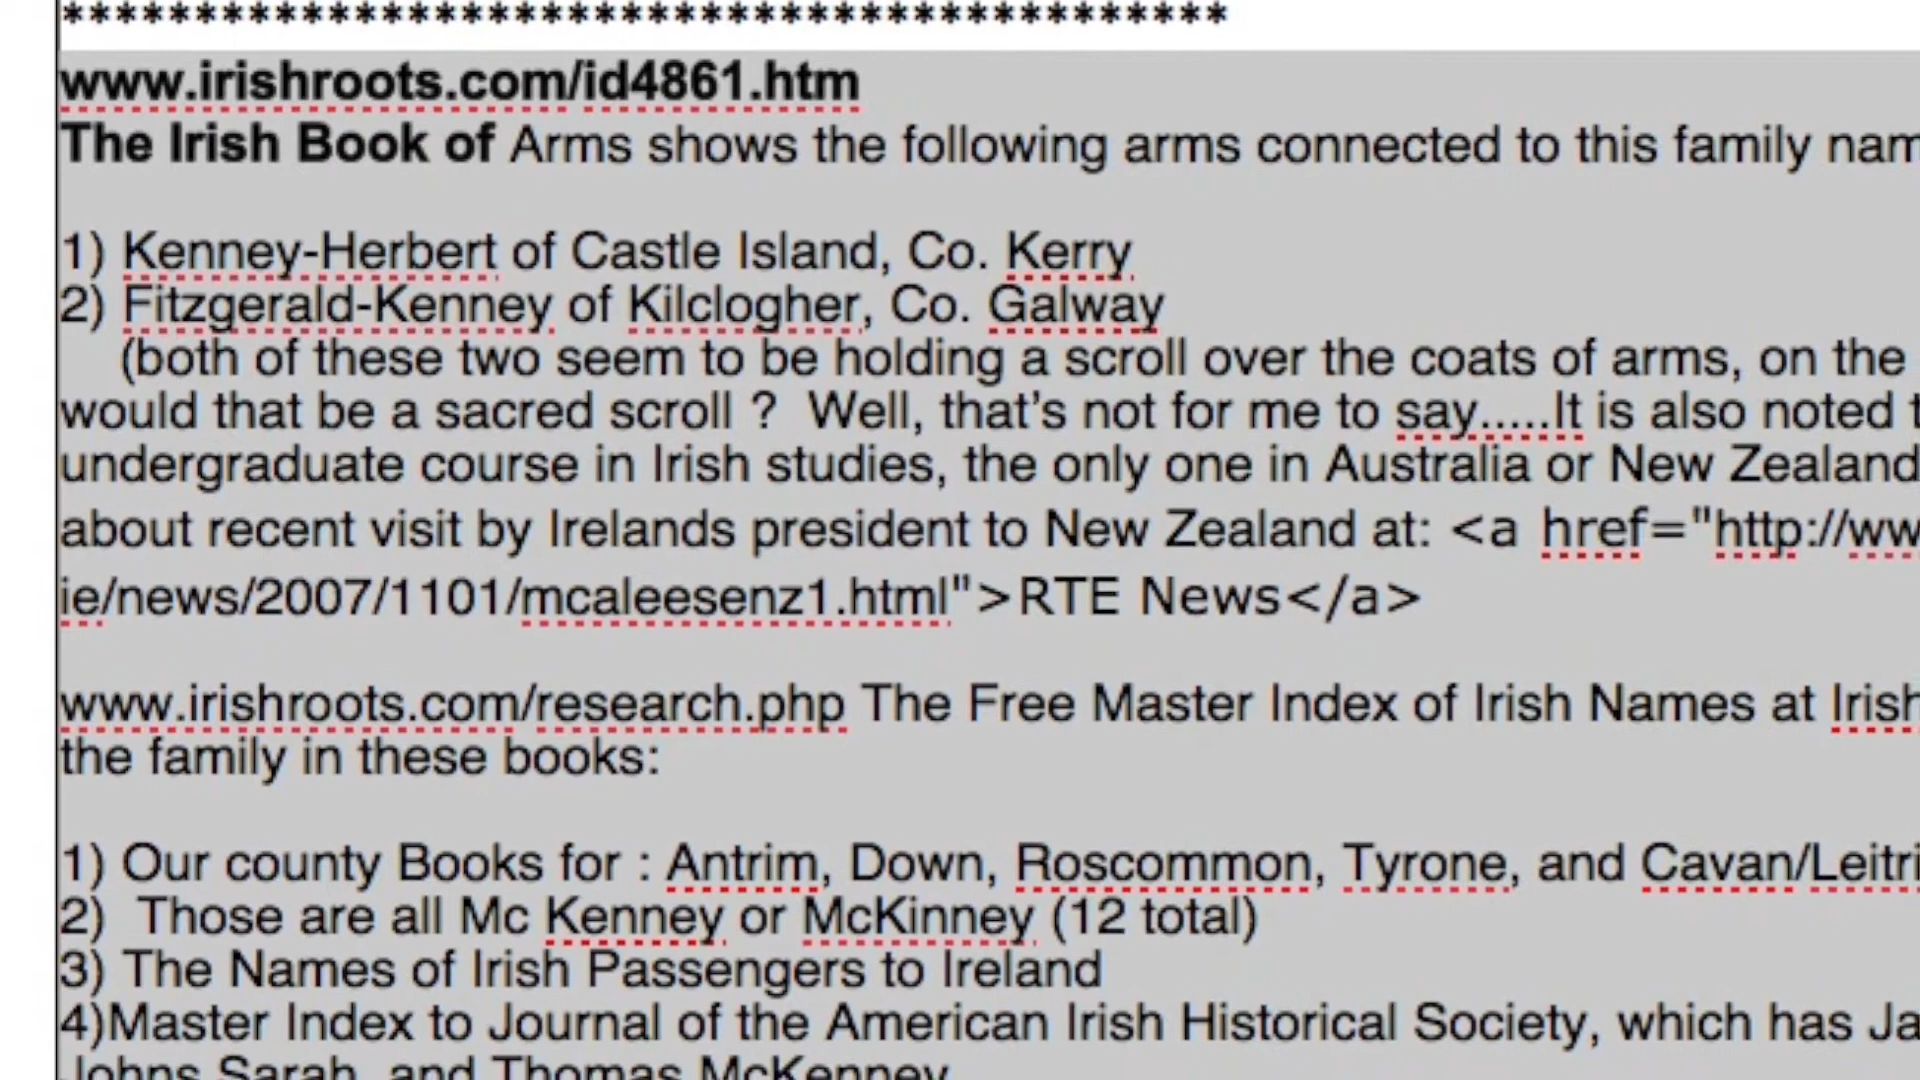 ********************************************
www.irishroots.com/id4861.htm
The Irish Book of Arms shows the following arms connected to this family nam
1) Kenney-Herbert of Castle Island, Co. Kerry
2) Fitzgerald-Kenney of Kilclogher, Co. Galway
(both of these two seem to be holding a scroll over the coats of arms, on the
would that be a sacred scroll ? Well, that's not for me to say.....It is also noted t
undergraduate course in Irish studies, the only one in Australia or New Zealand
about recent visit by Irelands president to New Zealand at: <a href="http://ww
ie/news/2007/1101/mcaleesenz1.html">RTE News</a>
www.irishroots.com/research.php The Free Master Index of Irish Names at Irish
the family in these books:
1) Our county Books for : Antrim, Down, Roscommon, Tyrone, and Cavan/Leitri
2) Those are all Mc Kenney or McKinney (12 total)
3) The Names of Irish Passengers to Ireland
4)Master Index to Journal of the American Irish Historical Society, which has Ja
Johns Sarah, and Thomas McKenney